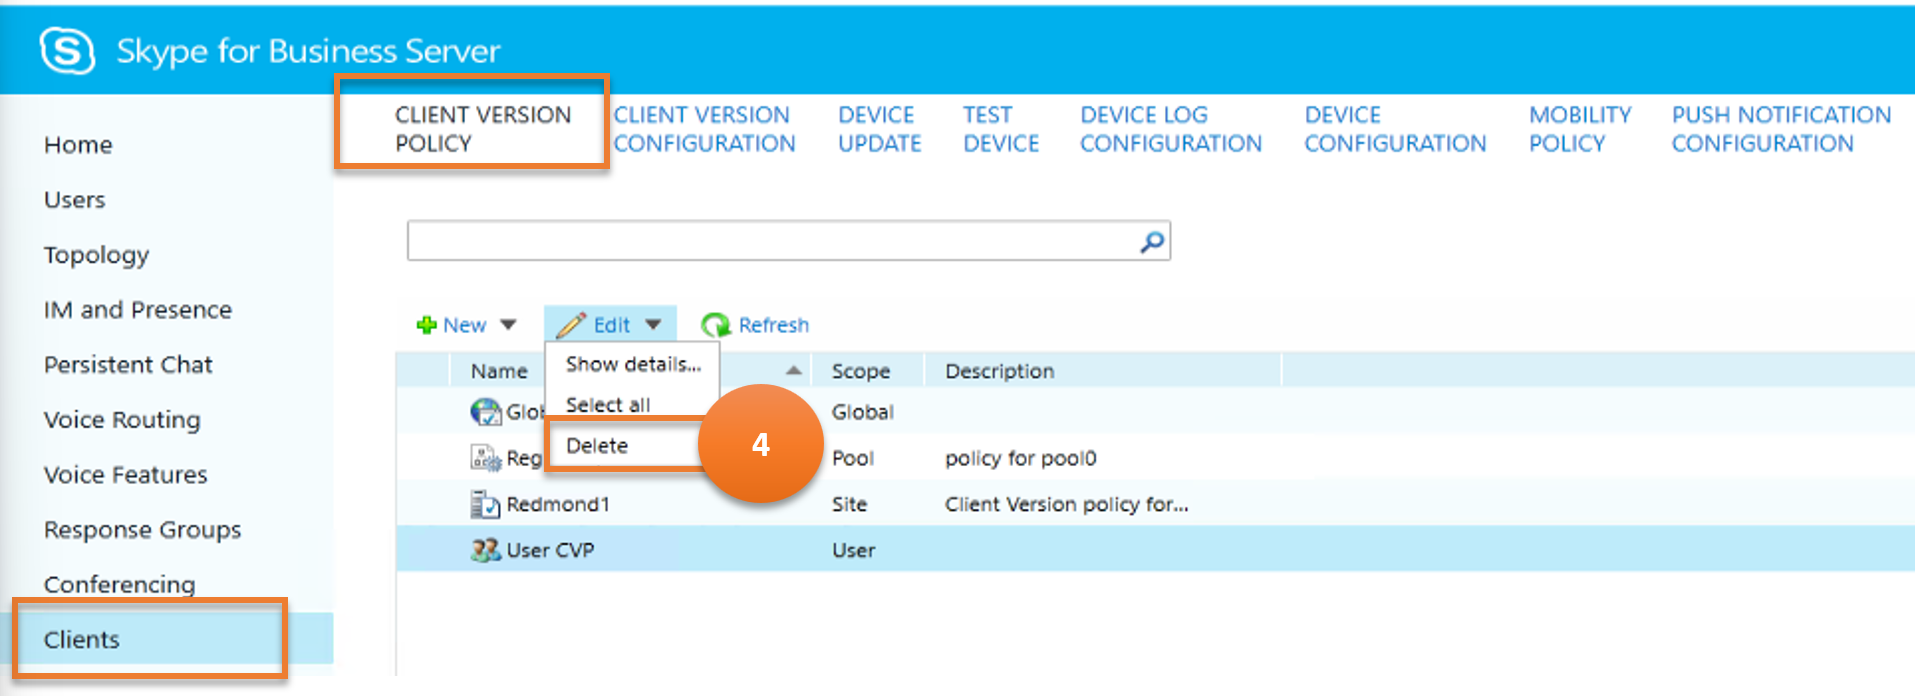 Skype for Business Server
CLIENT VERSION
POLICY
CLIENT VERSION
CONFIGURATION
DEVICE
UPDATE
TEST
DEVICE
DEVICE LOG
CONFIGURATION
DEVICE
CONFIGURATION
MOBILITY
POLICY
PUSH NOTIFICATION
CONFIGURATION
Home
Users
Topology
IM and Presence
Persistent Chat
Voice Routing
Voice Features
Response Groups
Conferencing
Clients
New Edit Refresh
Show details...
Select all
Delete
4
Name Scope Description
Glob Global
Reg Pool policy for pool0
Redmond1 Site Client Version policy for...
User CVP User